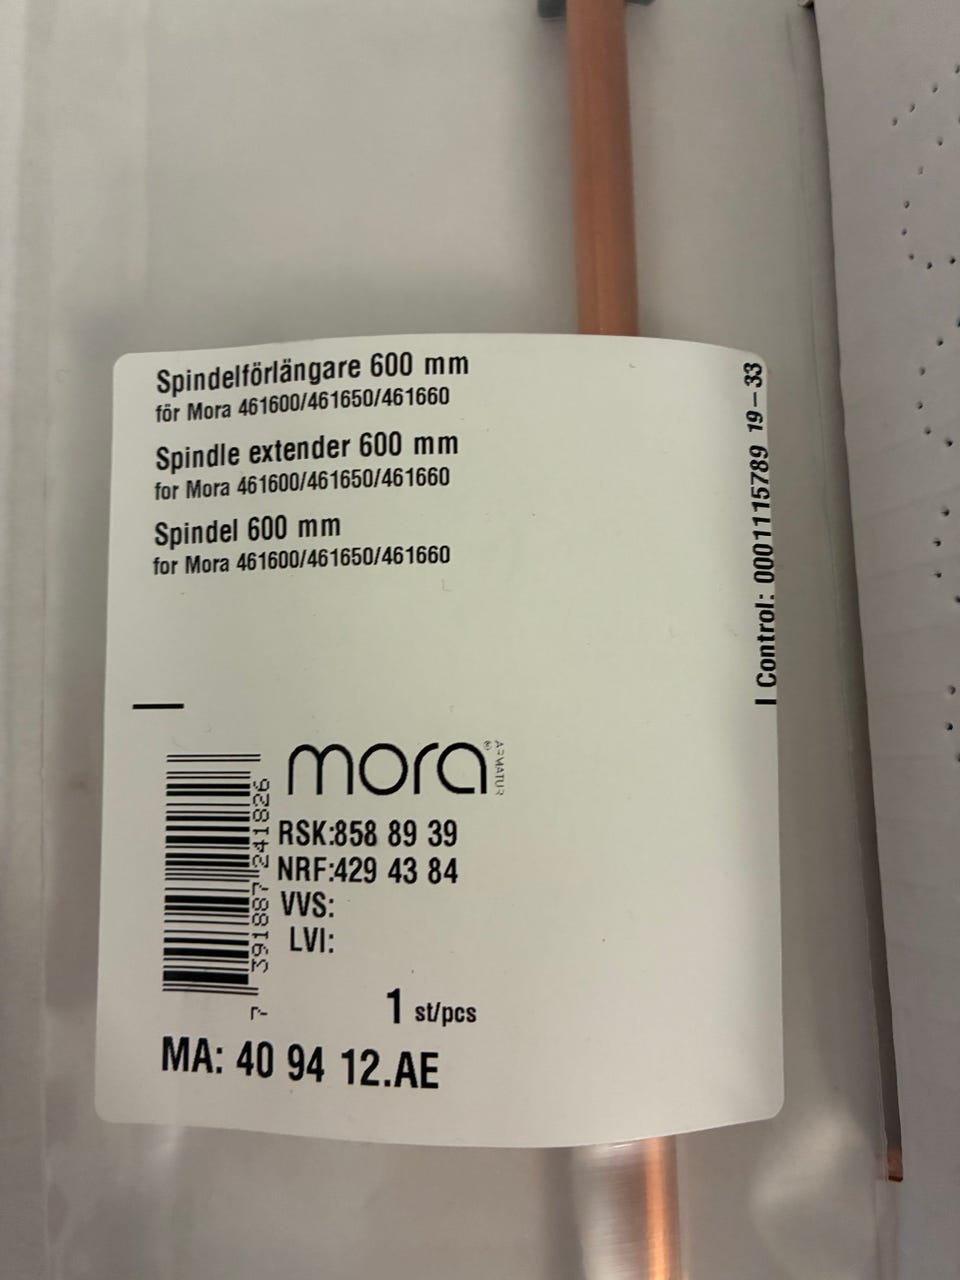 Spindelförlängare 600 mm
för Mora 461600/461650/461660
Spindle extender 600 mm
for Mora 461600/461650/461660
Spindel 600 mm
for Mora 461600/461650/461660
I Control: 0001115789 19-33
mora ® ARMATUR
7 391887 241826
RSK:858 89 39
NRF:429 43 84
VVS:
LVI:
1 st/pcs
MA: 40 94 12.AE